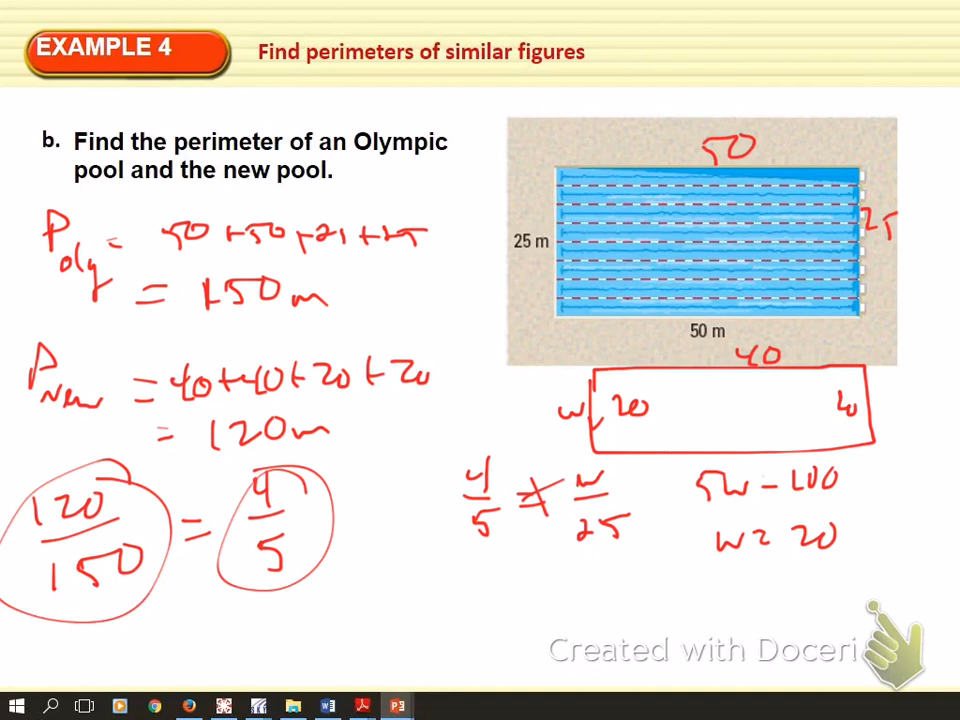 EXAMPLE 4
Find perimeters of similar figures
b. Find the perimeter of an Olympic
pool and the new pool.
50
25 m
25
50 m
P Oly = 50 + 50 + 25 + 25
= 150 m
40
w 20 20
P New = 40 + 40 + 20 + 20
= 120 m
120/150 = 4/5
4/5 = w/25
5w = 100
w = 20
Created with Doceri